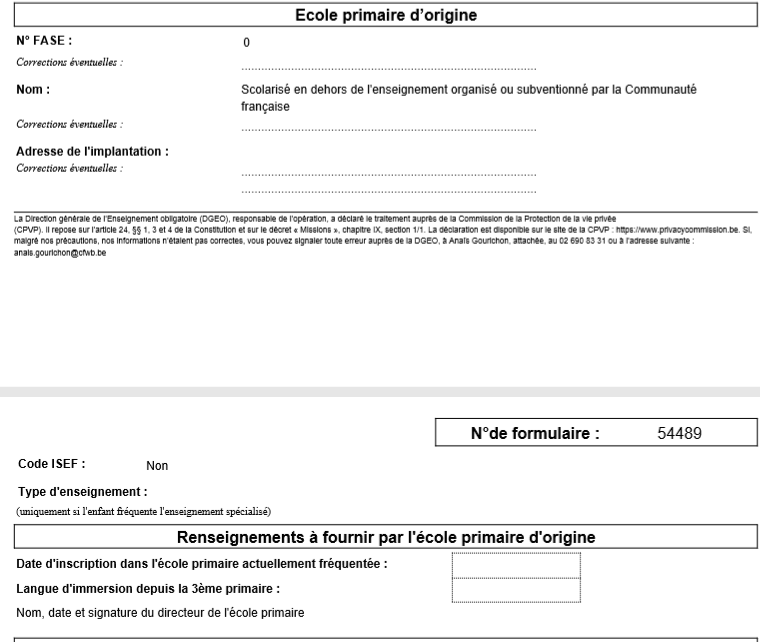 Ecole primaire d’origine
N° FASE :
0
Corrections éventuelles :
Nom :
Scolarisé en dehors de l'enseignement organisé ou subventionné par la Communauté
française
Corrections éventuelles :
Adresse de l'implantation :
Corrections éventuelles :
La Direction générale de l'Enseignement obligatoire (DGEO), responsable de l'opération, a déclaré le traitement auprès de la Commission de la Protection de la vie privée
(CPVP). Il repose sur l'article 24, §§ 1, 3 et 4 de la Constitution et sur le décret « Missions », chapitre IX, section 1/1. La déclaration est disponible sur le site de la CPVP : https://www.privacycommission.be. Si,
malgré nos précautions, nos informations n'étaient pas correctes, vous pouvez signaler toute erreur auprès de la DGEO, à Anaïs Gourichon, attachée, au 02 690 83 31 ou à l'adresse suivante :
anais.gourichon@cfwb.be
N°de formulaire : 54489
Code ISEF : Non
Type d'enseignement :
(uniquement si l'enfant fréquente l'enseignement spécialisé)
Renseignements à fournir par l'école primaire d'origine
Date d'inscription dans l'école primaire actuellement fréquentée :
Langue d'immersion depuis la 3ème primaire :
Nom, date et signature du directeur de l'école primaire